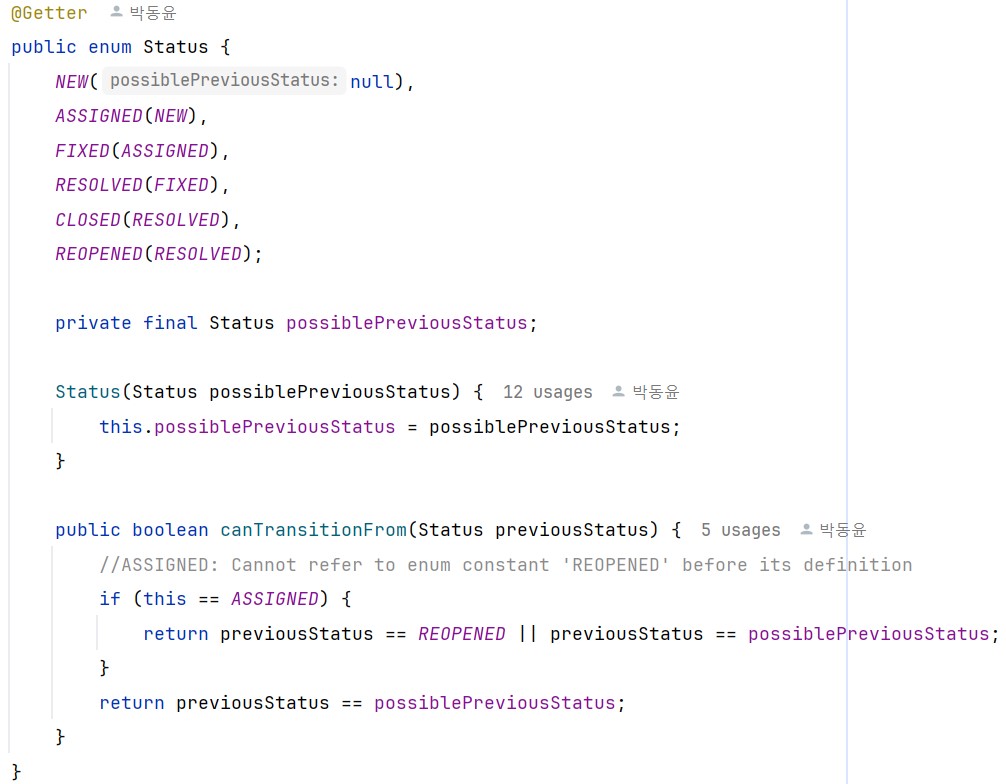 @Getter 박동윤
public enum Status {
    NEW( possiblePreviousStatus: null),
    ASSIGNED(NEW),
    FIXED(ASSIGNED),
    RESOLVED(FIXED),
    CLOSED(RESOLVED),
    REOPENED(RESOLVED);
    private final Status possiblePreviousStatus;
    Status(Status possiblePreviousStatus) { 12 usages 박동윤
        this.possiblePreviousStatus = possiblePreviousStatus;
    }
    public boolean canTransitionFrom(Status previousStatus) { 5 usages 박동윤
        //ASSIGNED: Cannot refer to enum constant 'REOPENED' before its definition
        if (this == ASSIGNED) {
            return previousStatus == REOPENED || previousStatus == possiblePreviousStatus;
        }
        return previousStatus == possiblePreviousStatus;
    }
}